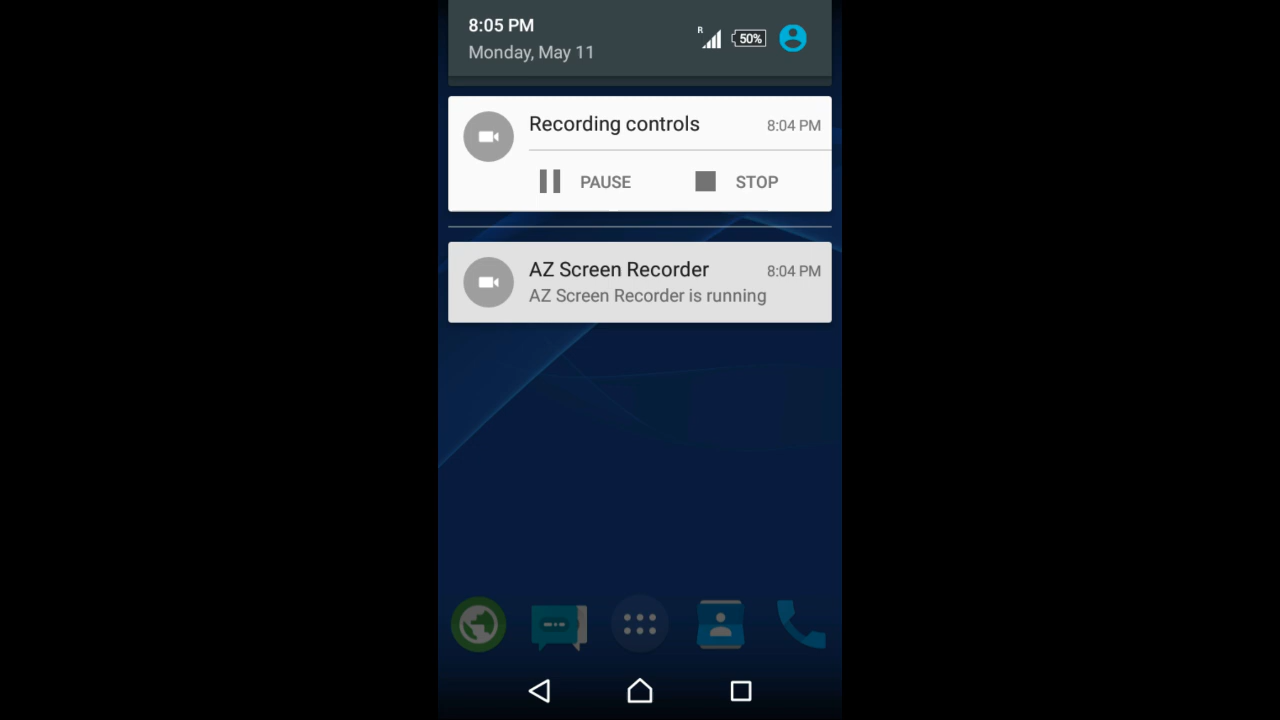 8:05 PM
Monday, May 11
R
50%
Recording controls
8:04 PM
PAUSE
STOP
AZ Screen Recorder
8:04 PM
AZ Screen Recorder is running